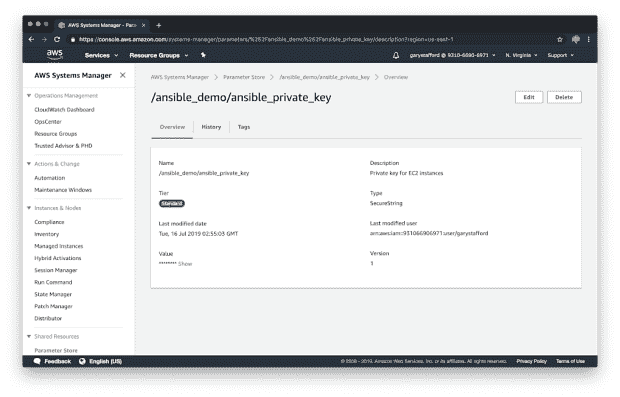 AWS Systems Manager - Par
https://console.aws.amazon.com/systems-manager/parameters/%252Fansible_demo%252Fansible_private_key/description?region=us-east-1
aws Services Resource Groups garystafford @ 9310-6690-6971 N. Virginia Support
AWS Systems Manager
AWS Systems Manager > Parameter Store > /ansible_demo/ansible_private_key > Overview
/ansible_demo/ansible_private_key
Edit Delete
Operations Management
CloudWatch Dashboard
OpsCenter
Resource Groups
Trusted Advisor & PHD
Actions & Change
Automation
Maintenance Windows
Instances & Nodes
Compliance
Inventory
Managed Instances
Hybrid Activations
Session Manager
Run Command
State Manager
Patch Manager
Distributor
Shared Resources
Parameter Store
Overview History Tags
Name
/ansible_demo/ansible_private_key
Description
Private key for EC2 instances
Tier
Standard
Type
SecureString
Last modified date
Tue, 16 Jul 2019 02:55:03 GMT
Last modified user
arn:aws:iam::931066906971:user/garystafford
Value
******** Show
Version
1
Feedback English (US) © 2008 - 2019, Amazon Web Services, Inc. or its affiliates. All rights reserved. Privacy Policy Terms of Use